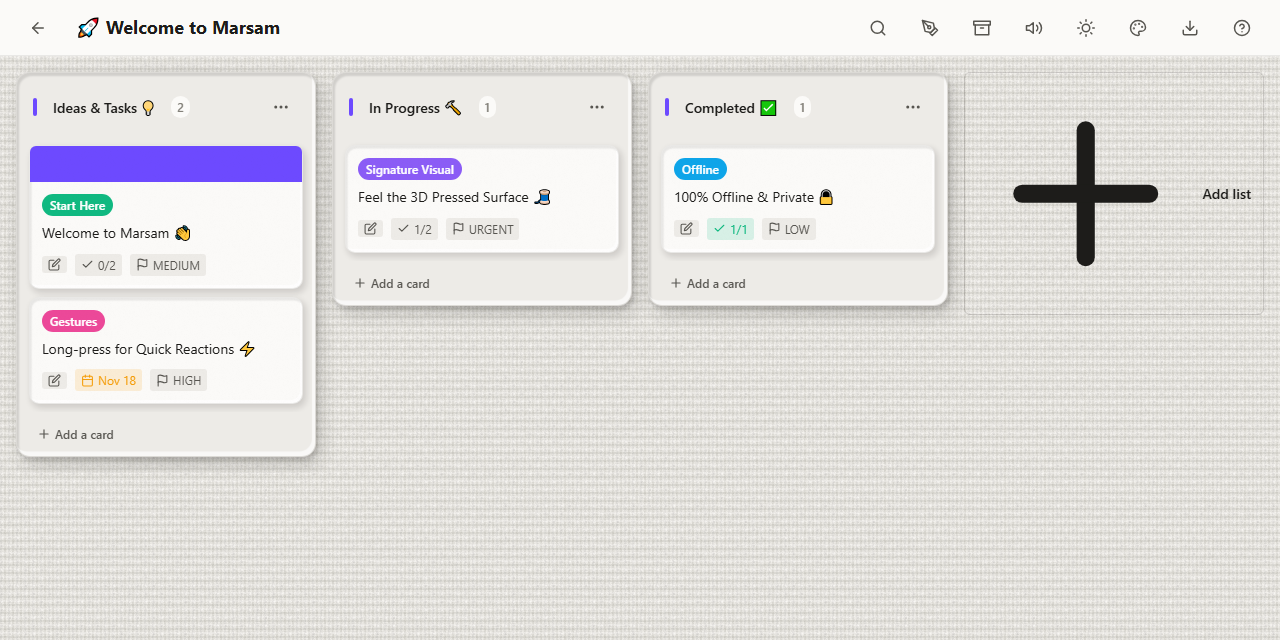 🚀 Welcome to Marsam
Ideas & Tasks 💡 2
Start Here
Welcome to Marsam 👋
0/2 MEDIUM
Gestures
Long-press for Quick Reactions ⚡
Nov 18 HIGH
+ Add a card
In Progress 🔨 1
Signature Visual
Feel the 3D Pressed Surface 🧵
1/2 URGENT
+ Add a card
Completed ✅ 1
Offline
100% Offline & Private 🔒
1/1 LOW
+ Add a card
Add list